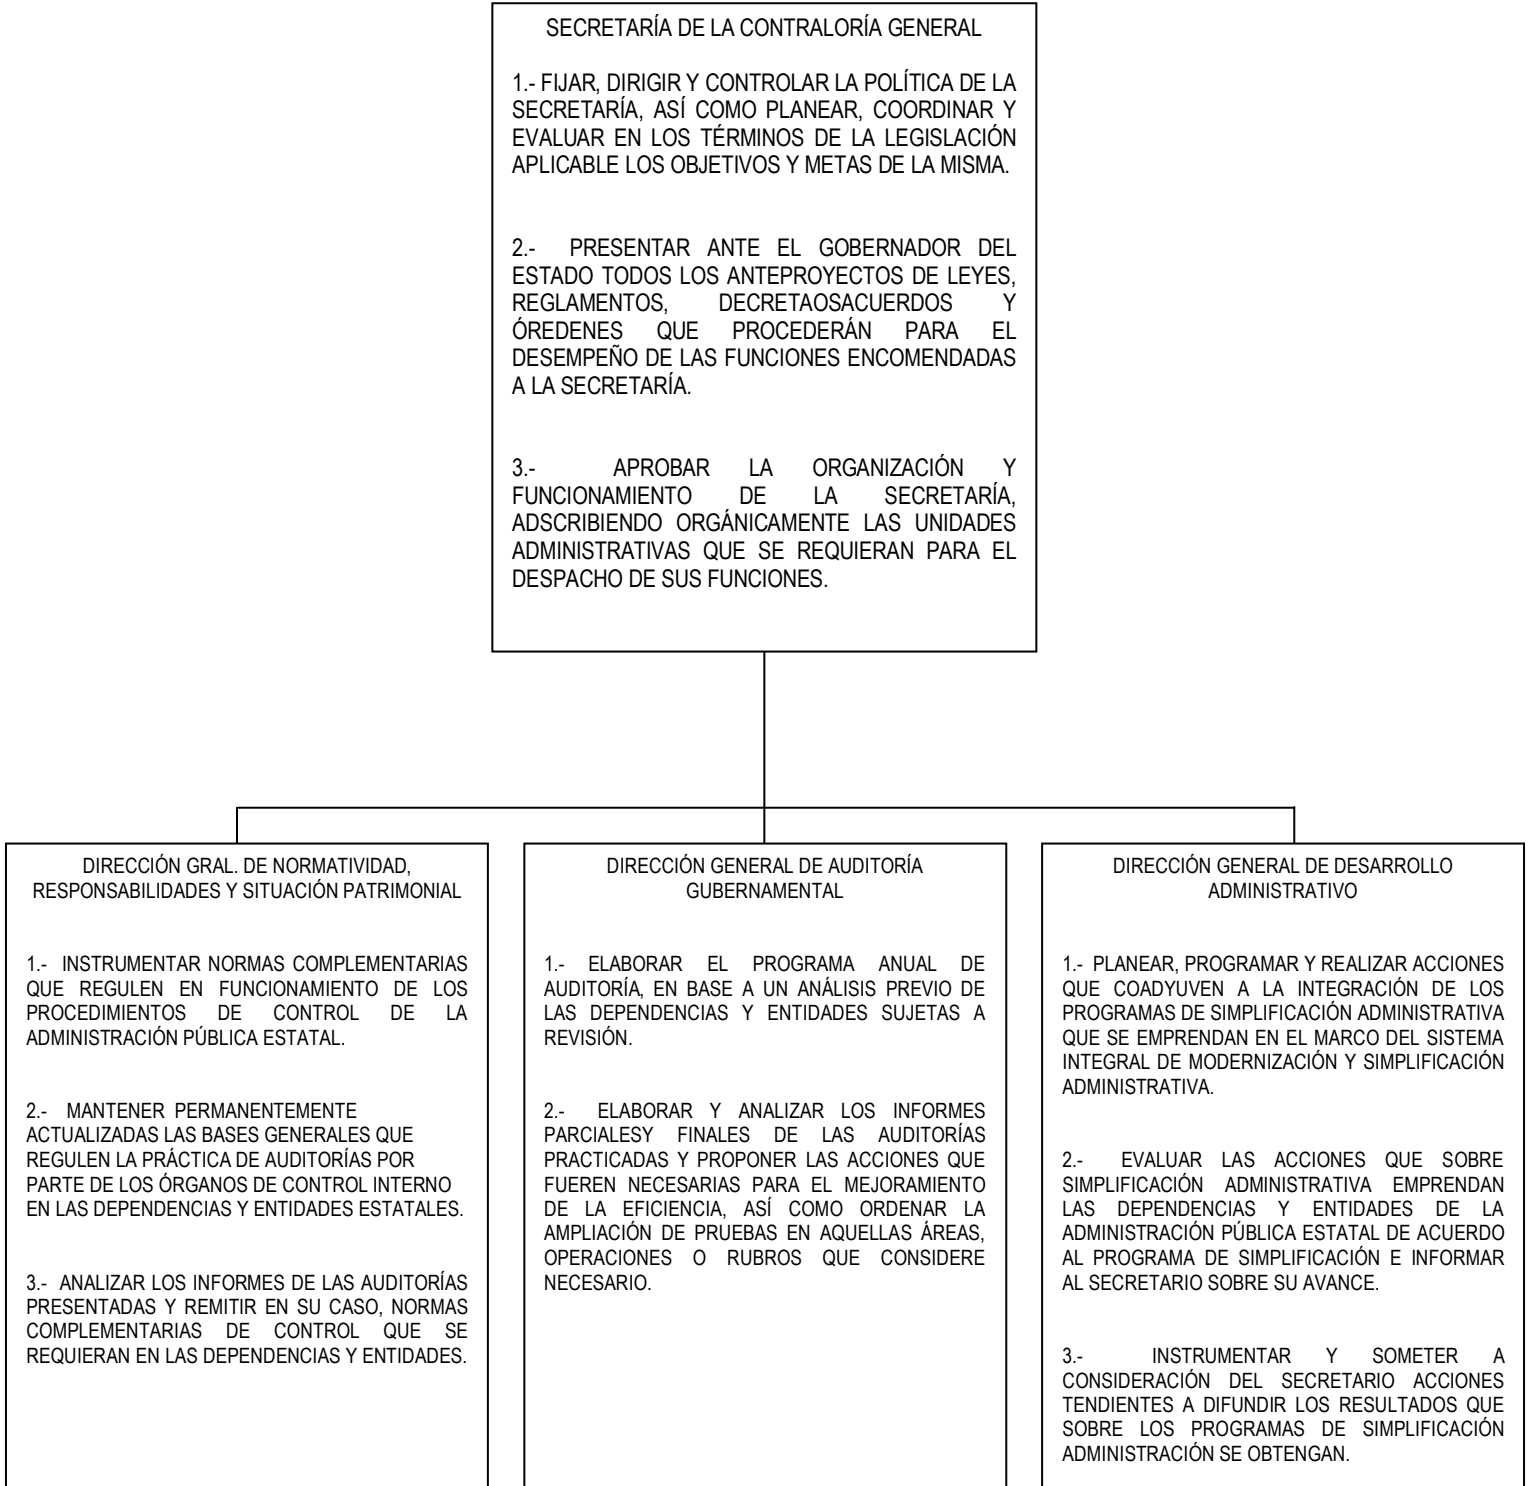 SECRETARÍA DE LA CONTRALORÍA GENERAL
1.- FIJAR, DIRIGIR Y CONTROLAR LA POLÍTICA DE LA
SECRETARÍA, ASÍ COMO PLANEAR, COORDINAR Y
EVALUAR EN LOS TÉRMINOS DE LA LEGISLACIÓN
APLICABLE LOS OBJETIVOS Y METAS DE LA MISMA.
2.- PRESENTAR ANTE EL GOBERNADOR DEL
ESTADO TODOS LOS ANTEPROYECTOS DE LEYES,
REGLAMENTOS, DECRETAOSACUERDOS Y
ÓREDENES QUE PROCEDERÁN PARA EL
DESEMPEÑO DE LAS FUNCIONES ENCOMENDADAS
A LA SECRETARÍA.
3.- APROBAR LA ORGANIZACIÓN Y
FUNCIONAMIENTO DE LA SECRETARÍA,
ADSCRIBIENDO ORGÁNICAMENTE LAS UNIDADES
ADMINISTRATIVAS QUE SE REQUIERAN PARA EL
DESPACHO DE SUS FUNCIONES.
DIRECCIÓN GRAL. DE NORMATIVIDAD,
RESPONSABILIDADES Y SITUACIÓN PATRIMONIAL
1.- INSTRUMENTAR NORMAS COMPLEMENTARIAS
QUE REGULEN EN FUNCIONAMIENTO DE LOS
PROCEDIMIENTOS DE CONTROL DE LA
ADMINISTRACIÓN PÚBLICA ESTATAL.
2.- MANTENER PERMANENTEMENTE
ACTUALIZADAS LAS BASES GENERALES QUE
REGULEN LA PRÁCTICA DE AUDITORÍAS POR
PARTE DE LOS ÓRGANOS DE CONTROL INTERNO
EN LAS DEPENDENCIAS Y ENTIDADES ESTATALES.
3.- ANALIZAR LOS INFORMES DE LAS AUDITORÍAS
PRESENTADAS Y REMITIR EN SU CASO, NORMAS
COMPLEMENTARIAS DE CONTROL QUE SE
REQUIERAN EN LAS DEPENDENCIAS Y ENTIDADES.
DIRECCIÓN GENERAL DE AUDITORÍA
GUBERNAMENTAL
1.- ELABORAR EL PROGRAMA ANUAL DE
AUDITORÍA, EN BASE A UN ANÁLISIS PREVIO DE
LAS DEPENDENCIAS Y ENTIDADES SUJETAS A
REVISIÓN.
2.- ELABORAR Y ANALIZAR LOS INFORMES
PARCIALESY FINALES DE LAS AUDITORÍAS
PRACTICADAS Y PROPONER LAS ACCIONES QUE
FUEREN NECESARIAS PARA EL MEJORAMIENTO
DE LA EFICIENCIA, ASÍ COMO ORDENAR LA
AMPLIACIÓN DE PRUEBAS EN AQUELLAS ÁREAS,
OPERACIONES O RUBROS QUE CONSIDERE
NECESARIO.
DIRECCIÓN GENERAL DE DESARROLLO
ADMINISTRATIVO
1.- PLANEAR, PROGRAMAR Y REALIZAR ACCIONES
QUE COADYUVEN A LA INTEGRACIÓN DE LOS
PROGRAMAS DE SIMPLIFICACIÓN ADMINISTRATIVA
QUE SE EMPRENDAN EN EL MARCO DEL SISTEMA
INTEGRAL DE MODERNIZACIÓN Y SIMPLIFICACIÓN
ADMINISTRATIVA.
2.- EVALUAR LAS ACCIONES QUE SOBRE
SIMPLIFICACIÓN ADMINISTRATIVA EMPRENDAN
LAS DEPENDENCIAS Y ENTIDADES DE LA
ADMINISTRACIÓN PÚBLICA ESTATAL DE ACUERDO
AL PROGRAMA DE SIMPLIFICACIÓN E INFORMAR
AL SECRETARIO SOBRE SU AVANCE.
3.- INSTRUMENTAR Y SOMETER A
CONSIDERACIÓN DEL SECRETARIO ACCIONES
TENDIENTES A DIFUNDIR LOS RESULTADOS QUE
SOBRE LOS PROGRAMAS DE SIMPLIFICACIÓN
ADMINISTRACIÓN SE OBTENGAN.